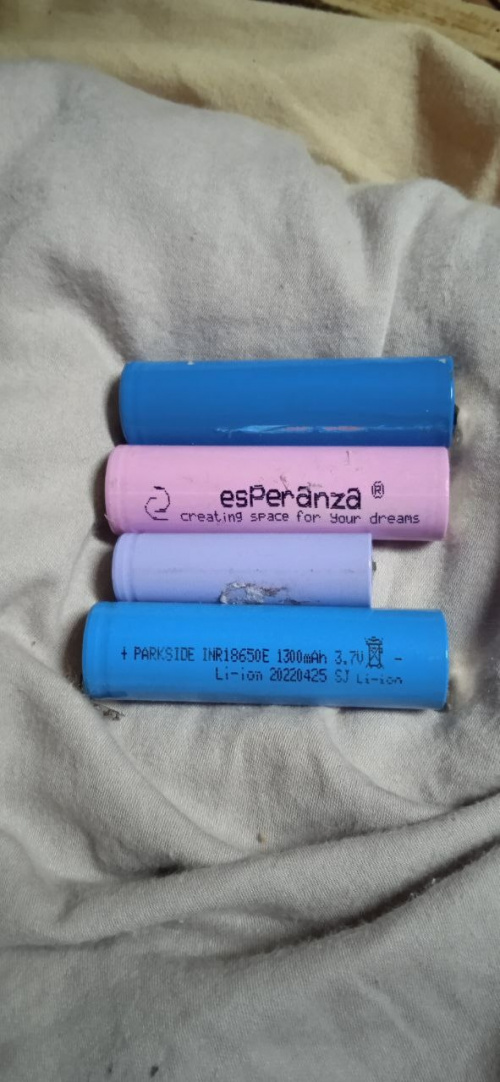 esperanza ®
creating space for your dreams
+ PARKSIDE INR18650E 1300mAh 3.7V -
Li-ion 20220425 SJ Li-ion